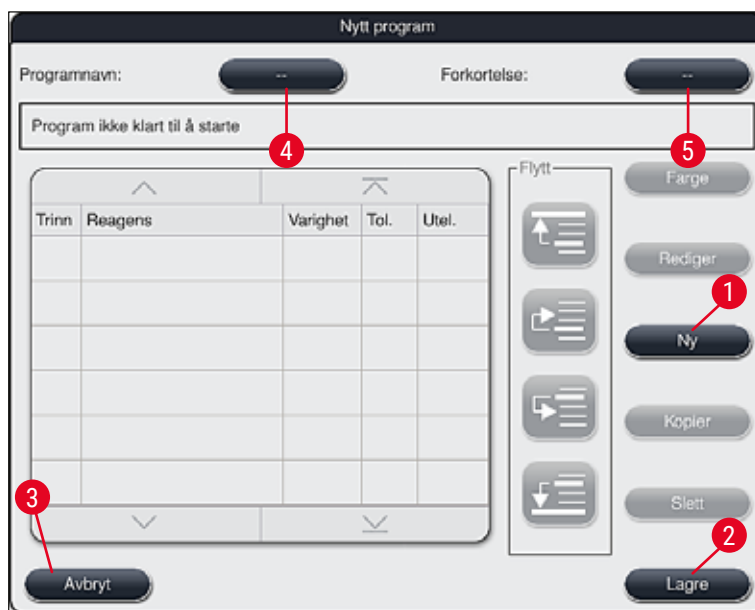 Nytt program
Programnavn: -- Forkortelse: --
4 5
Program ikke klart til å starte
Flytt
Farge
Trinn Reagens Varighet Tol. Utel.
Rediger
1
Ny
Kopier
Slett
3
2
Avbryt Lagre